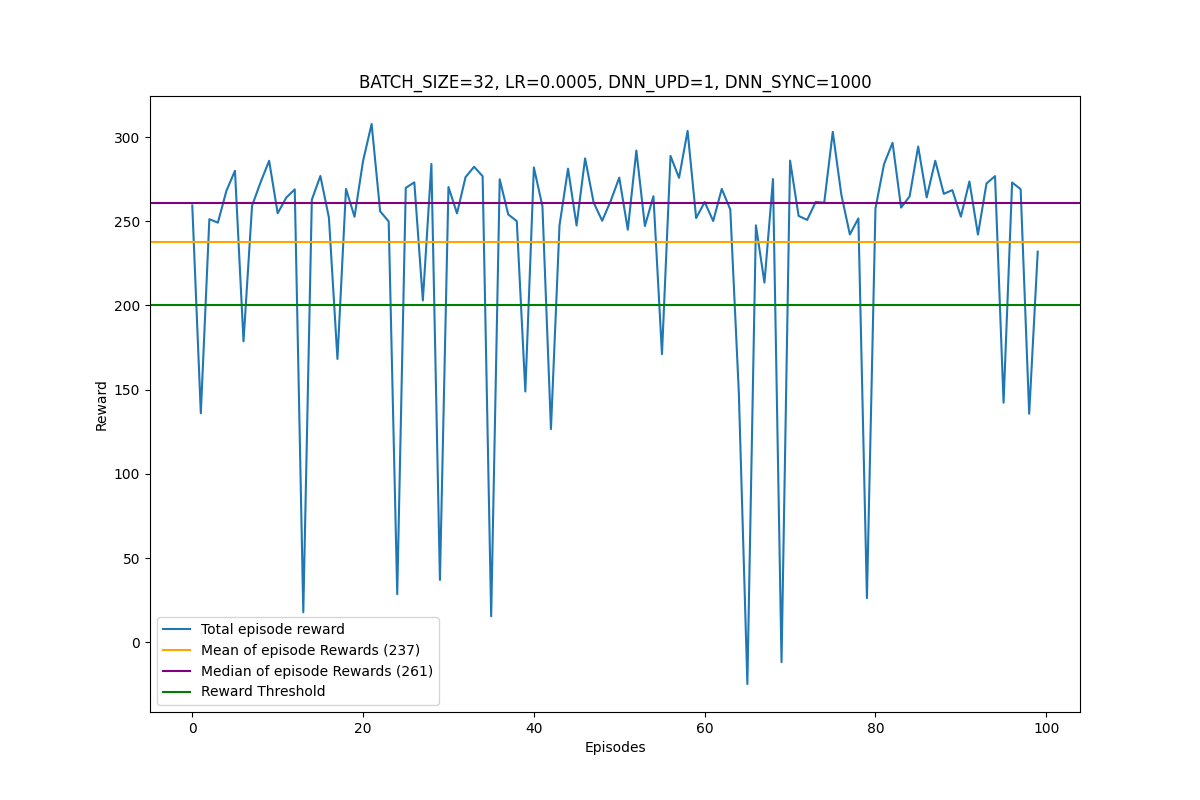 BATCH_SIZE=32, LR=0.0005, DNN_UPD=1, DNN_SYNC=1000
300
250
200
150
100
50
0
Reward
Total episode reward
Mean of episode Rewards (237)
Median of episode Rewards (261)
Reward Threshold
0 20 40 60 80 100
Episodes